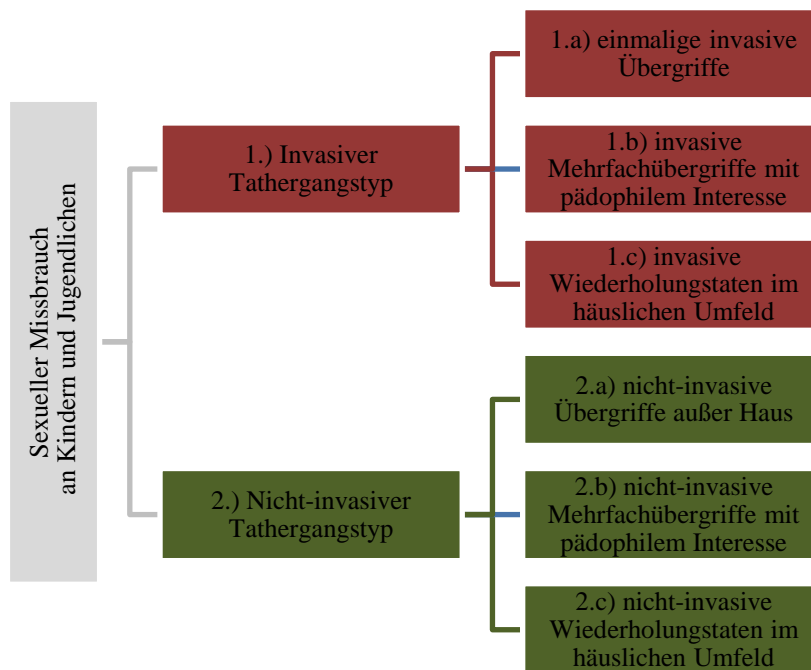 Sexueller Missbrauch
an Kindern und Jugendlichen
1.) Invasiver
Tathergangstyp
1.a) einmalige invasive
Übergriffe
1.b) invasive
Mehrfachübergriffe mit
pädophilem Interesse
1.c) invasive
Wiederholungstaten im
häuslichen Umfeld
2.) Nicht-invasiver
Tathergangstyp
2.a) nicht-invasive
Übergriffe außer Haus
2.b) nicht-invasive
Mehrfachübergriffe mit
pädophilem Interesse
2.c) nicht-invasive
Wiederholungstaten im
häuslichen Umfeld